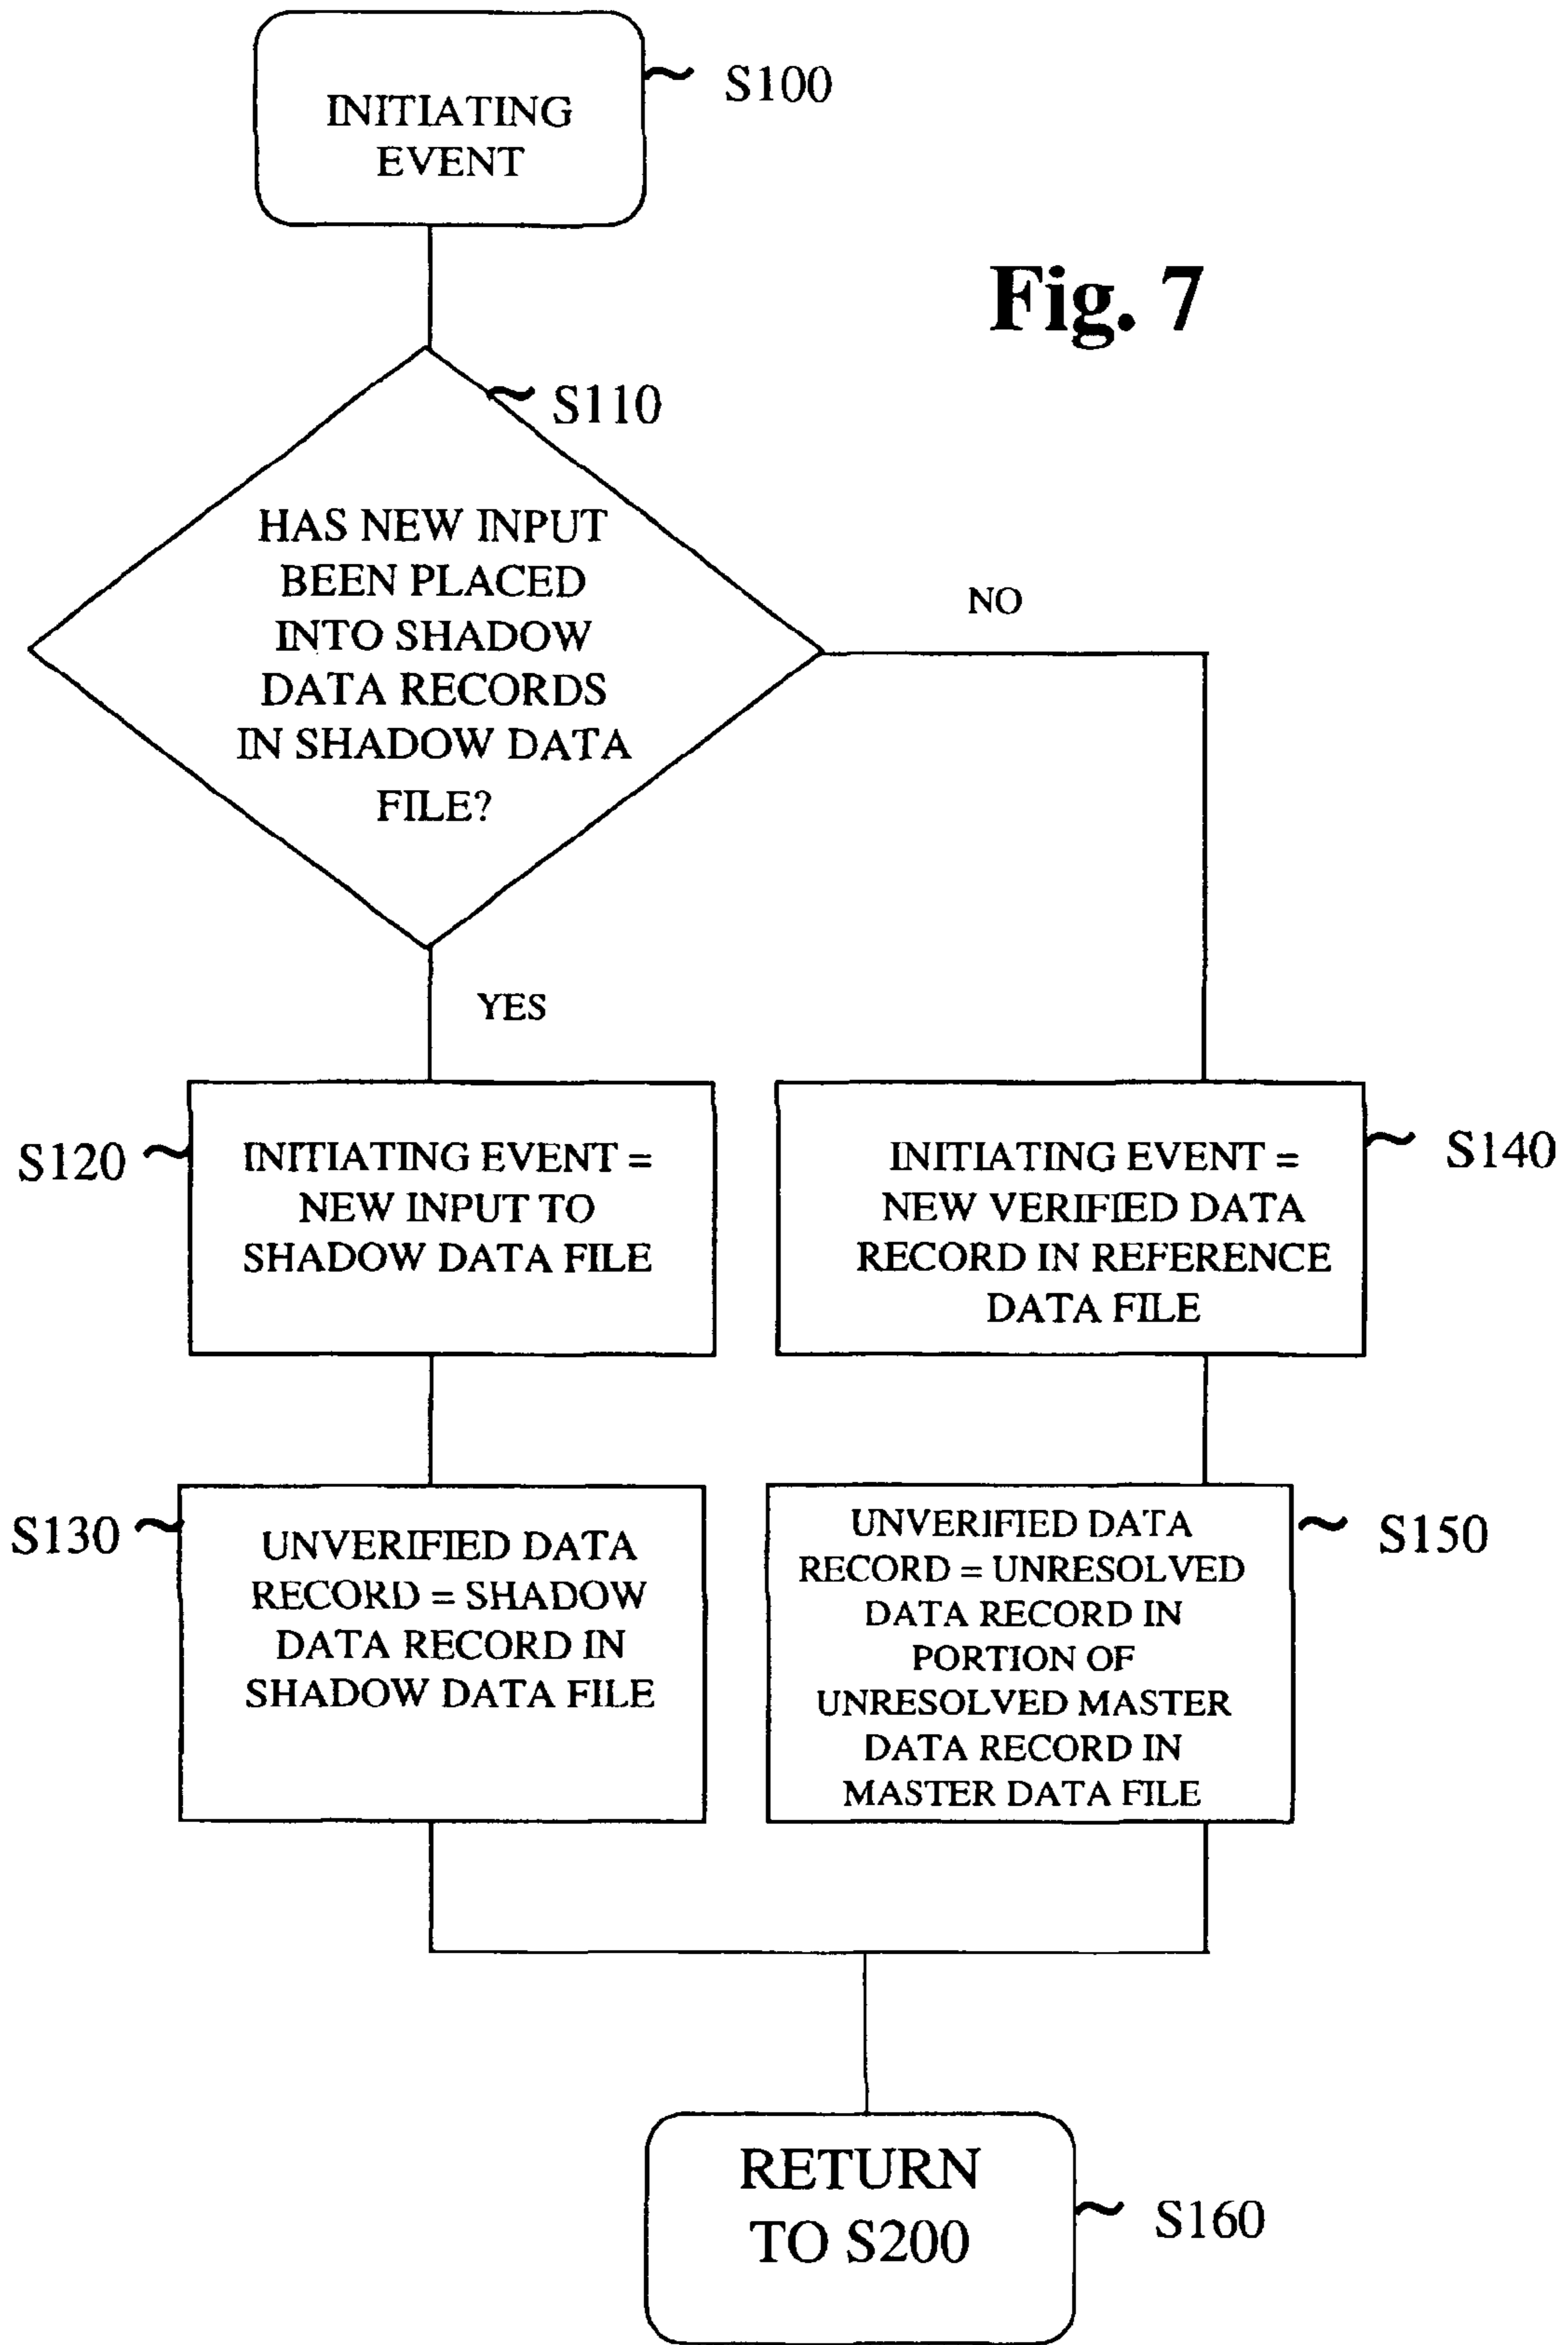 INITIATING
EVENT
S100
Fig. 7
S110
HAS NEW INPUT
BEEN PLACED
INTO SHADOW
DATA RECORDS
IN SHADOW DATA
FILE?
NO
YES
S120
INITIATING EVENT =
NEW INPUT TO
SHADOW DATA FILE
INITIATING EVENT =
NEW VERIFIED DATA
RECORD IN REFERENCE
DATA FILE
S140
S130
UNVERIFIED DATA
RECORD = SHADOW
DATA RECORD IN
SHADOW DATA FILE
UNVERIFIED DATA
RECORD = UNRESOLVED
DATA RECORD IN
PORTION OF
UNRESOLVED MASTER
DATA RECORD IN
MASTER DATA FILE
S150
RETURN
TO S200
S160